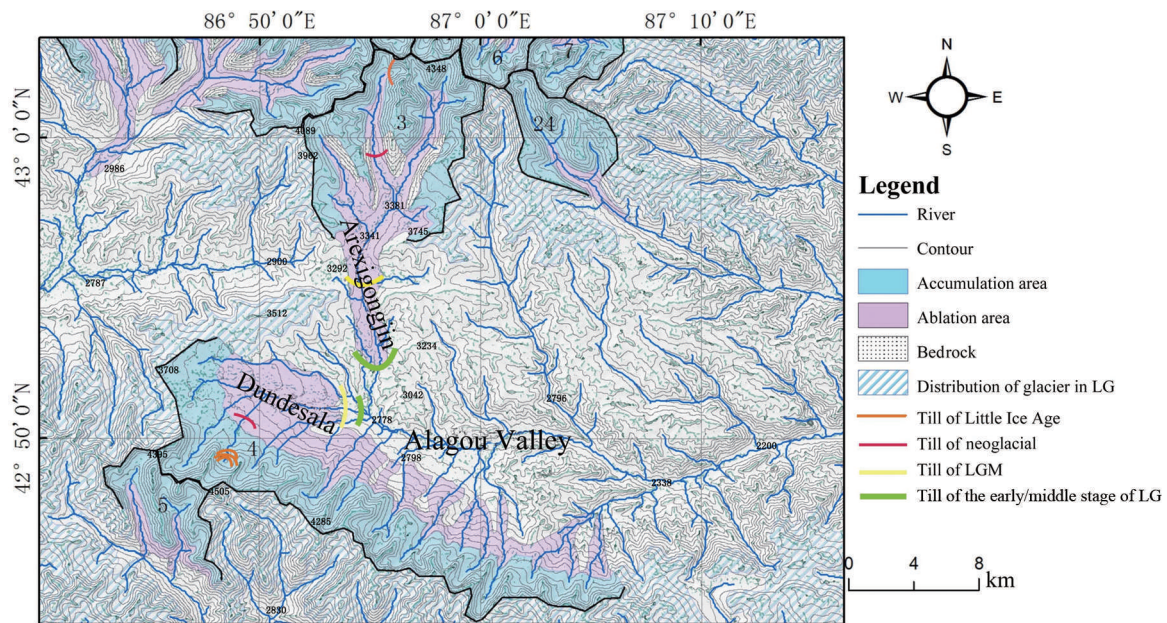 86° 50′0″E 87° 0′0″E 87° 10′0″E
43° 0′0″N
42° 50′0″N
6
7
4348
3
24
4089
3962
2986
3381
3341
3745
Arexigongjin
2900
3292
2787
3512
3234
3708
Dundesala
3042
2796
2778
Alagou Valley
2200
4
2798
4395
2338
4505
5
4285
2830
N
W
E
S
Legend
River
Contour
Accumulation area
Ablation area
Bedrock
Distribution of glacier in LG
Till of Little Ice Age
Till of neoglacial
Till of LGM
Till of the early/middle stage of LG
0 4 8
km